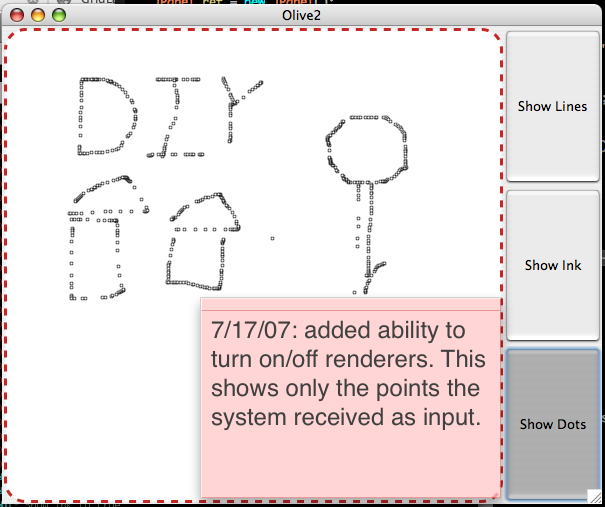 Olive2
DIY
Show Lines
Show Ink
7/17/07: added ability to
turn on/off renderers. This
shows only the points the
system received as input.
Show Dots